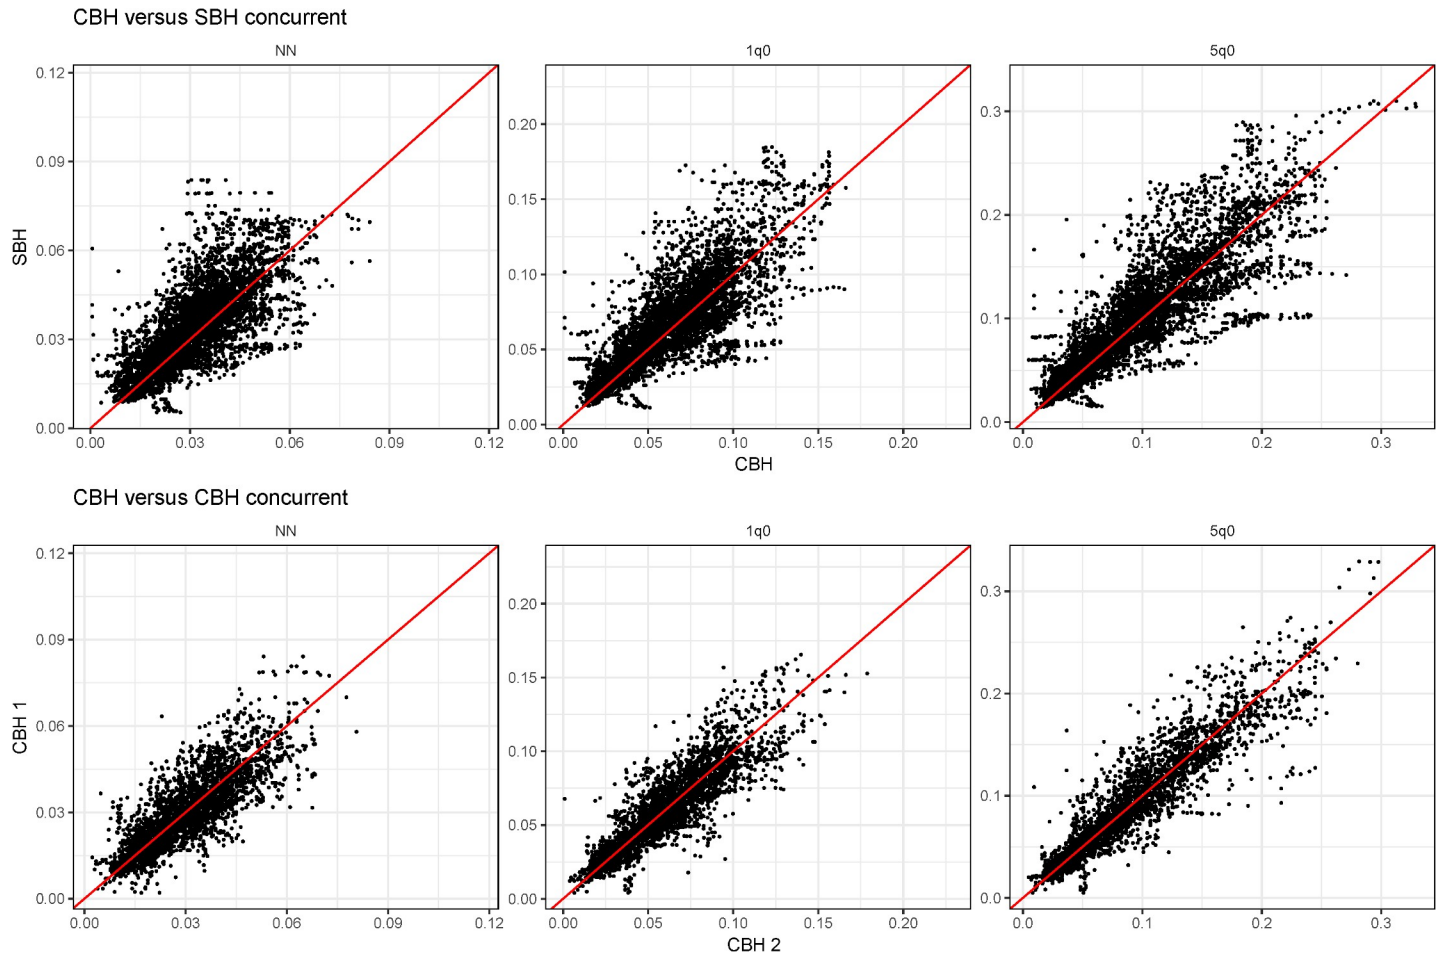 CBH versus SBH concurrent
NN
1q0
5q0
SBH
0.12
0.09
0.06
0.03
0.00
0.00 0.03 0.06 0.09 0.12
0.20
0.15
0.10
0.05
0.00
0.00 0.05 0.10 0.15 0.20
0.3
0.2
0.1
0.0
0.0 0.1 0.2 0.3
CBH
CBH versus CBH concurrent
NN
1q0
5q0
CBH 1
0.12
0.09
0.06
0.03
0.00
0.00 0.03 0.06 0.09 0.12
0.20
0.15
0.10
0.05
0.00
0.00 0.05 0.10 0.15 0.20
0.3
0.2
0.1
0.0
0.0 0.1 0.2 0.3
CBH 2